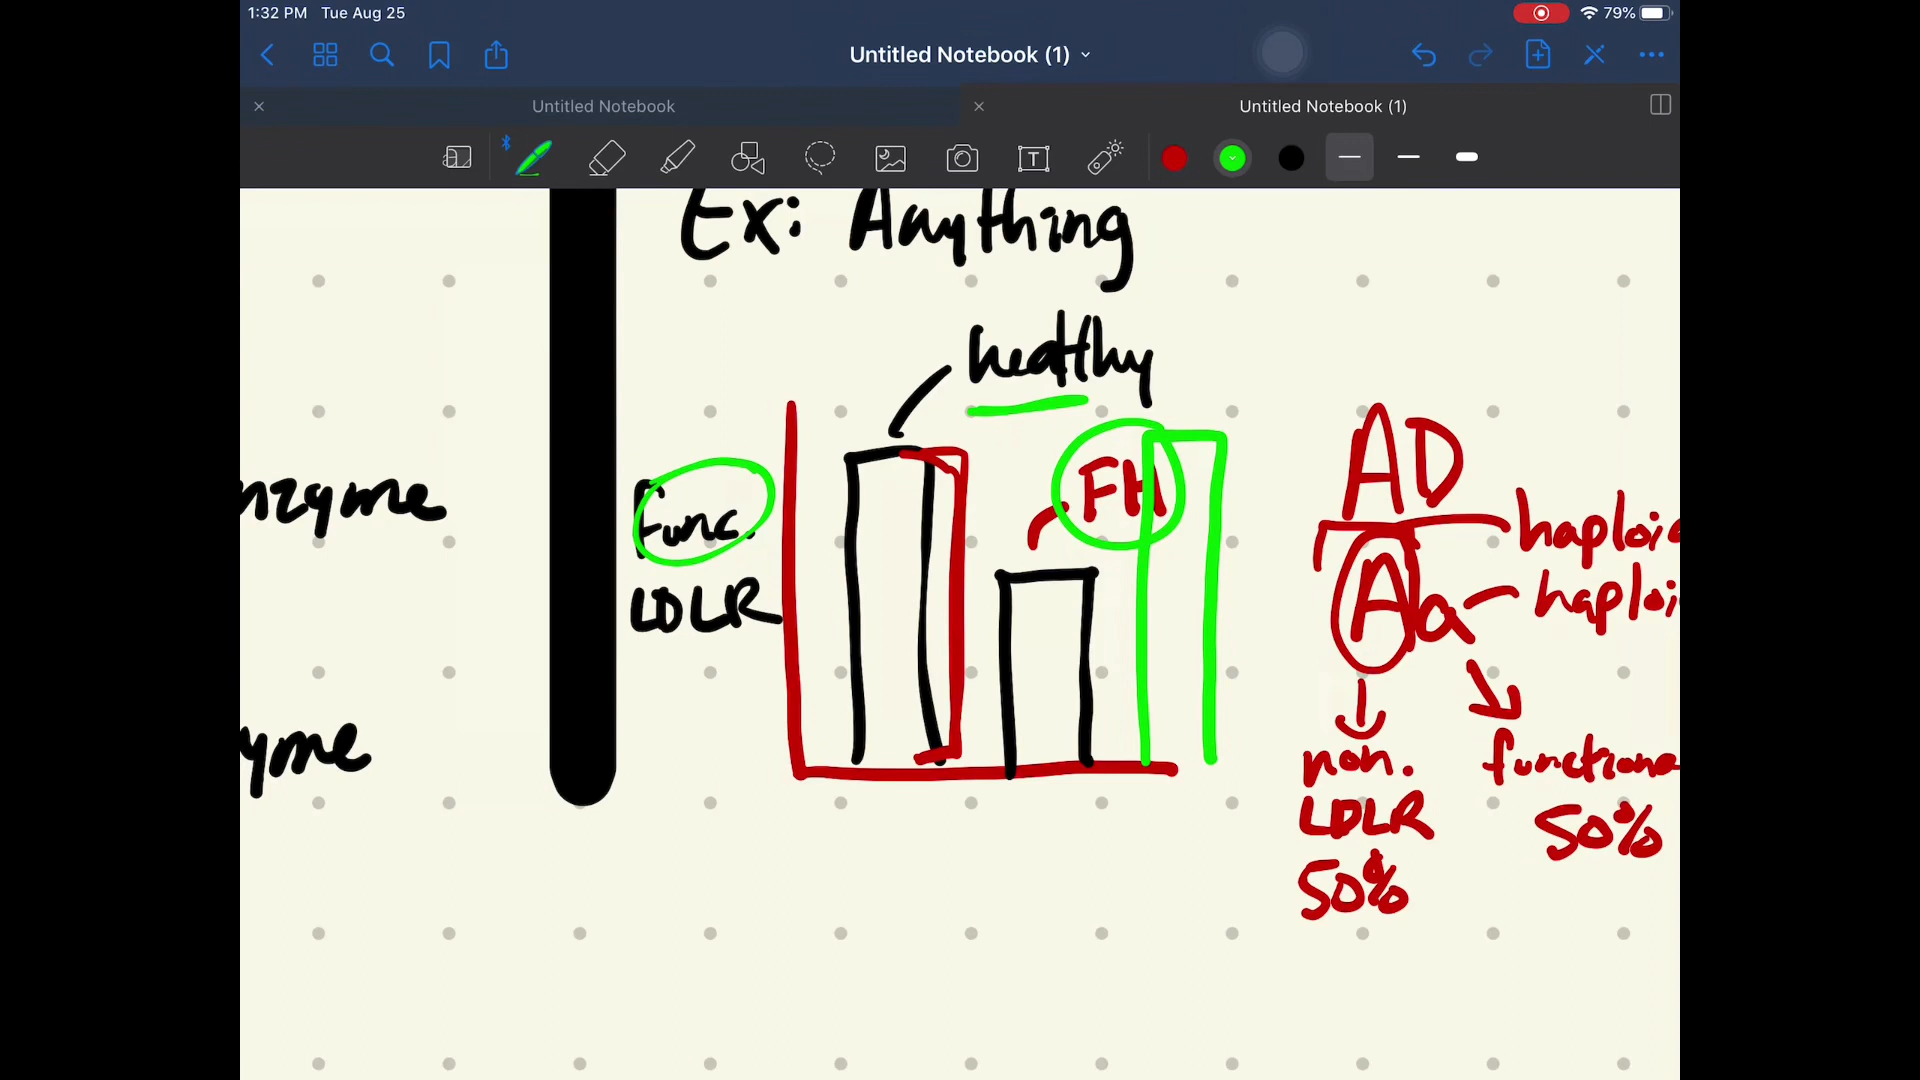 1:32 PM Tue Aug 25
79%
Untitled Notebook (1)
Untitled Notebook
Untitled Notebook (1)
T
Ex: Anything
healthy
nzyme
Func.
LDLR
FH
AD
haploi
A a
haploi
yme
non.
LDLR
50%
functiona
50%